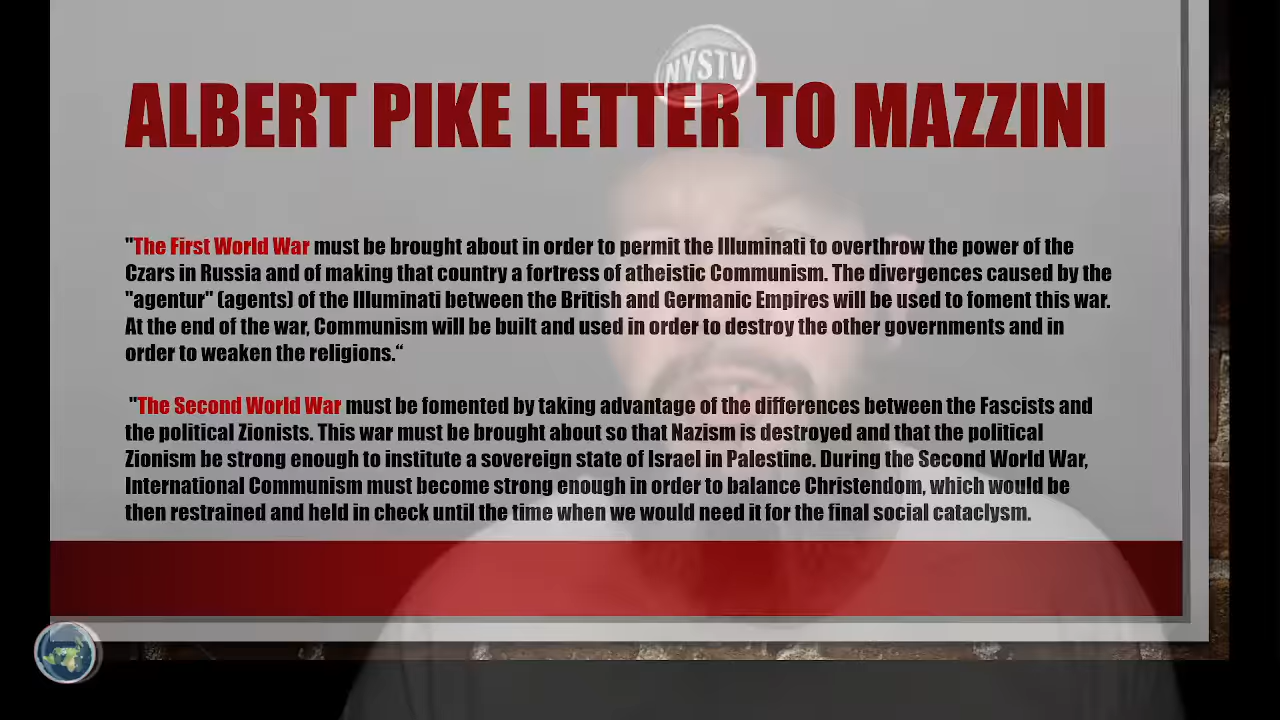 NYSTV
ALBERT PIKE LETTER TO MAZZINI
"The First World War must be brought about in order to permit the Illuminati to overthrow the power of the
Czars in Russia and of making that country a fortress of atheistic Communism. The divergences caused by the
"agentur" (agents) of the Illuminati between the British and Germanic Empires will be used to foment this war.
At the end of the war, Communism will be built and used in order to destroy the other governments and in
order to weaken the religions.“
"The Second World War must be fomented by taking advantage of the differences between the Fascists and
the political Zionists. This war must be brought about so that Nazism is destroyed and that the political
Zionism be strong enough to institute a sovereign state of Israel in Palestine. During the Second World War,
International Communism must become strong enough in order to balance Christendom, which would be
then restrained and held in check until the time when we would need it for the final social cataclysm.